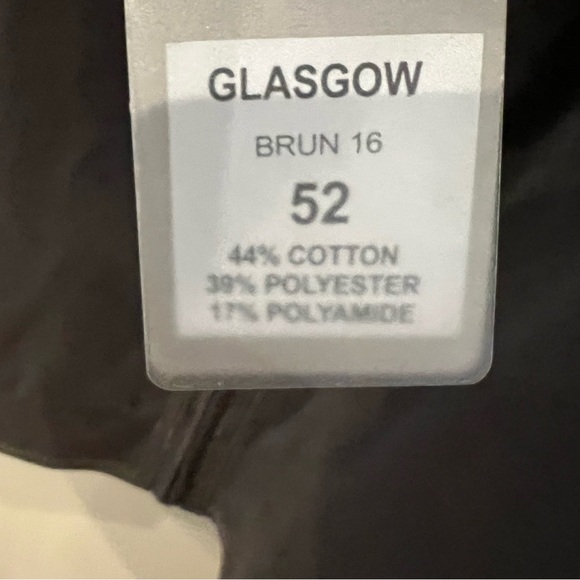 GLASGOW
BRUN 16
52
44% COTTON
39% POLYESTER
17% POLYAMIDE